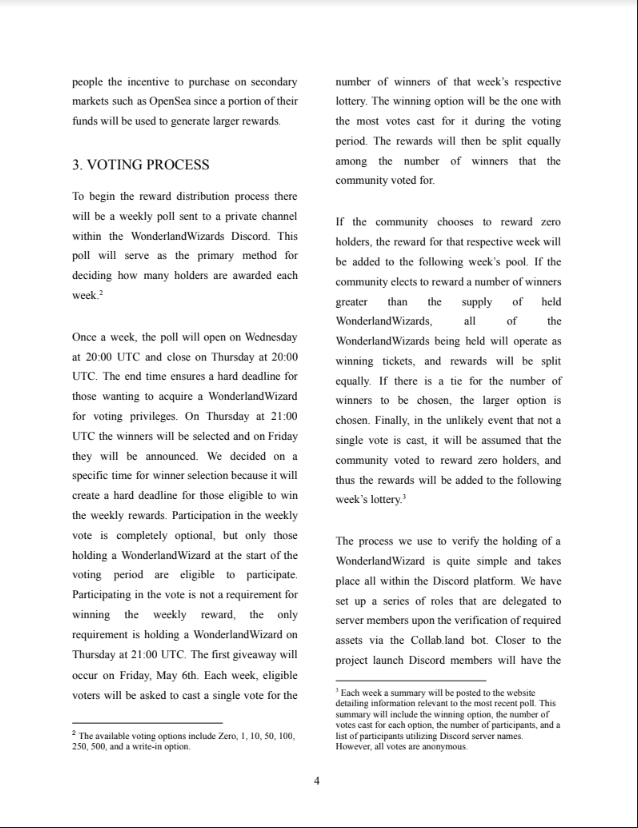 people the incentive to purchase on secondary
markets such as OpenSea since a portion of their
funds will be used to generate larger rewards.
3. VOTING PROCESS
To begin the reward distribution process there
will be a weekly poll sent to a private channel
within the WonderlandWizards Discord. This
poll will serve as the primary method for
deciding how many holders are awarded each
week.²
Once a week, the poll will open on Wednesday
at 20:00 UTC and close on Thursday at 20:00
UTC. The end time ensures a hard deadline for
those wanting to acquire a WonderlandWizard
for voting privileges. On Thursday at 21:00
UTC the winners will be selected and on Friday
they will be announced. We decided on a
specific time for winner selection because it will
create a hard deadline for those eligible to win
the weekly rewards. Participation in the weekly
vote is completely optional, but only those
holding a WonderlandWizard at the start of the
voting period are eligible to participate.
Participating in the vote is not a requirement for
winning the weekly reward, the only
requirement is holding a WonderlandWizard on
Thursday at 21:00 UTC. The first giveaway will
occur on Friday, May 6th. Each week, eligible
voters will be asked to cast a single vote for the
² The available voting options include Zero, 1, 10, 50, 100,
250, 500, and a write-in option.
number of winners of that week's respective
lottery. The winning option will be the one with
the most votes cast for it during the voting
period. The rewards will then be split equally
among the number of winners that the
community voted for.
If the community chooses to reward zero
holders, the reward for that respective week will
be added to the following week's pool. If the
community elects to reward a number of winners
greater than the supply of held
WonderlandWizards, all of the
WonderlandWizards being held will operate as
winning tickets, and rewards will be split
equally. If there is a tie for the number of
winners to be chosen, the larger option is
chosen. Finally, in the unlikely event that not a
single vote is cast, it will be assumed that the
community voted to reward zero holders, and
thus the rewards will be added to the following
week's lottery.³
The process we use to verify the holding of a
WonderlandWizard is quite simple and takes
place all within the Discord platform. We have
set up a series of roles that are delegated to
server members upon the verification of required
assets via the Collab.land bot. Closer to the
project launch Discord members will have the
³ Each week a summary will be posted to the website
detailing information relevant to the most recent poll. This
summary will include the winning option, the number of
votes cast for each option, the number of participants, and a
list of participants utilizing Discord server names.
However, all votes are anonymous.
4